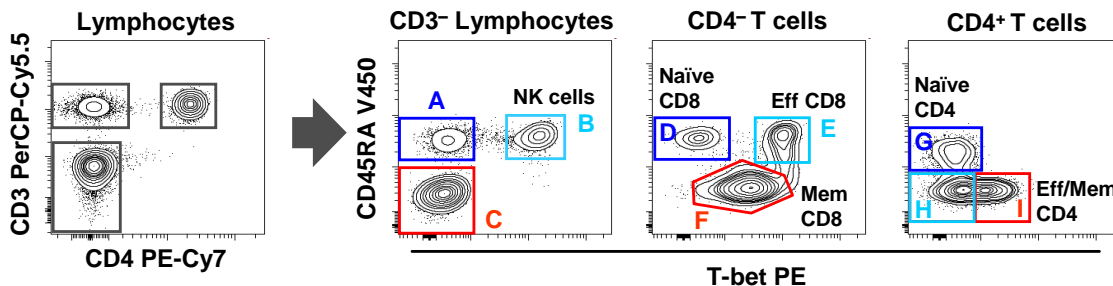 Lymphocytes
CD3 PerCP-Cy5.5
CD4 PE-Cy7
CD3– Lymphocytes
CD4– T cells
CD4+ T cells
CD45RA V450
A
NK cells
B
C
Naïve
CD8
Eff CD8
D
E
F
Mem
CD8
Naïve
CD4
G
H
I
Eff/Mem
CD4
T-bet PE